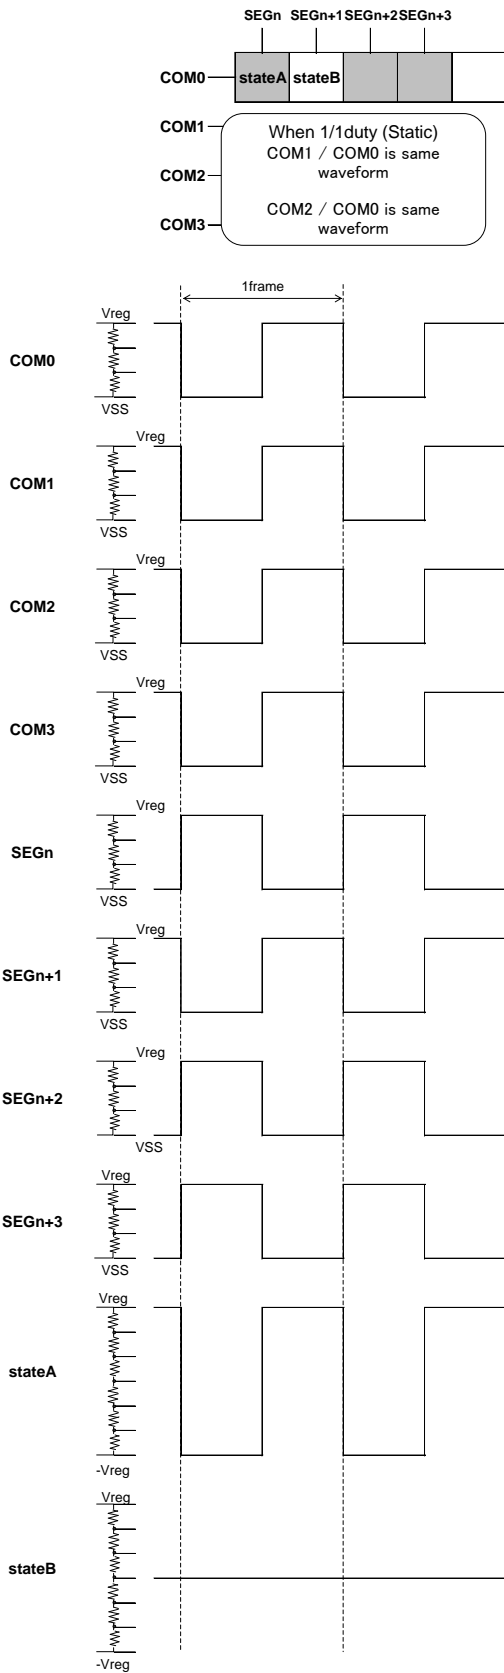 SEGn SEGn+1 SEGn+2 SEGn+3
COM0 stateA stateB
COM1
When 1/1duty (Static)
COM1 / COM0 is same
waveform
COM2
COM2 / COM0 is same
waveform
COM3
1frame
Vreg
COM0
VSS
Vreg
COM1
VSS
Vreg
COM2
VSS
Vreg
COM3
VSS
Vreg
SEGn
VSS
Vreg
SEGn+1
VSS
Vreg
SEGn+2
VSS
Vreg
SEGn+3
VSS
Vreg
stateA
-Vreg
Vreg
stateB
-Vreg